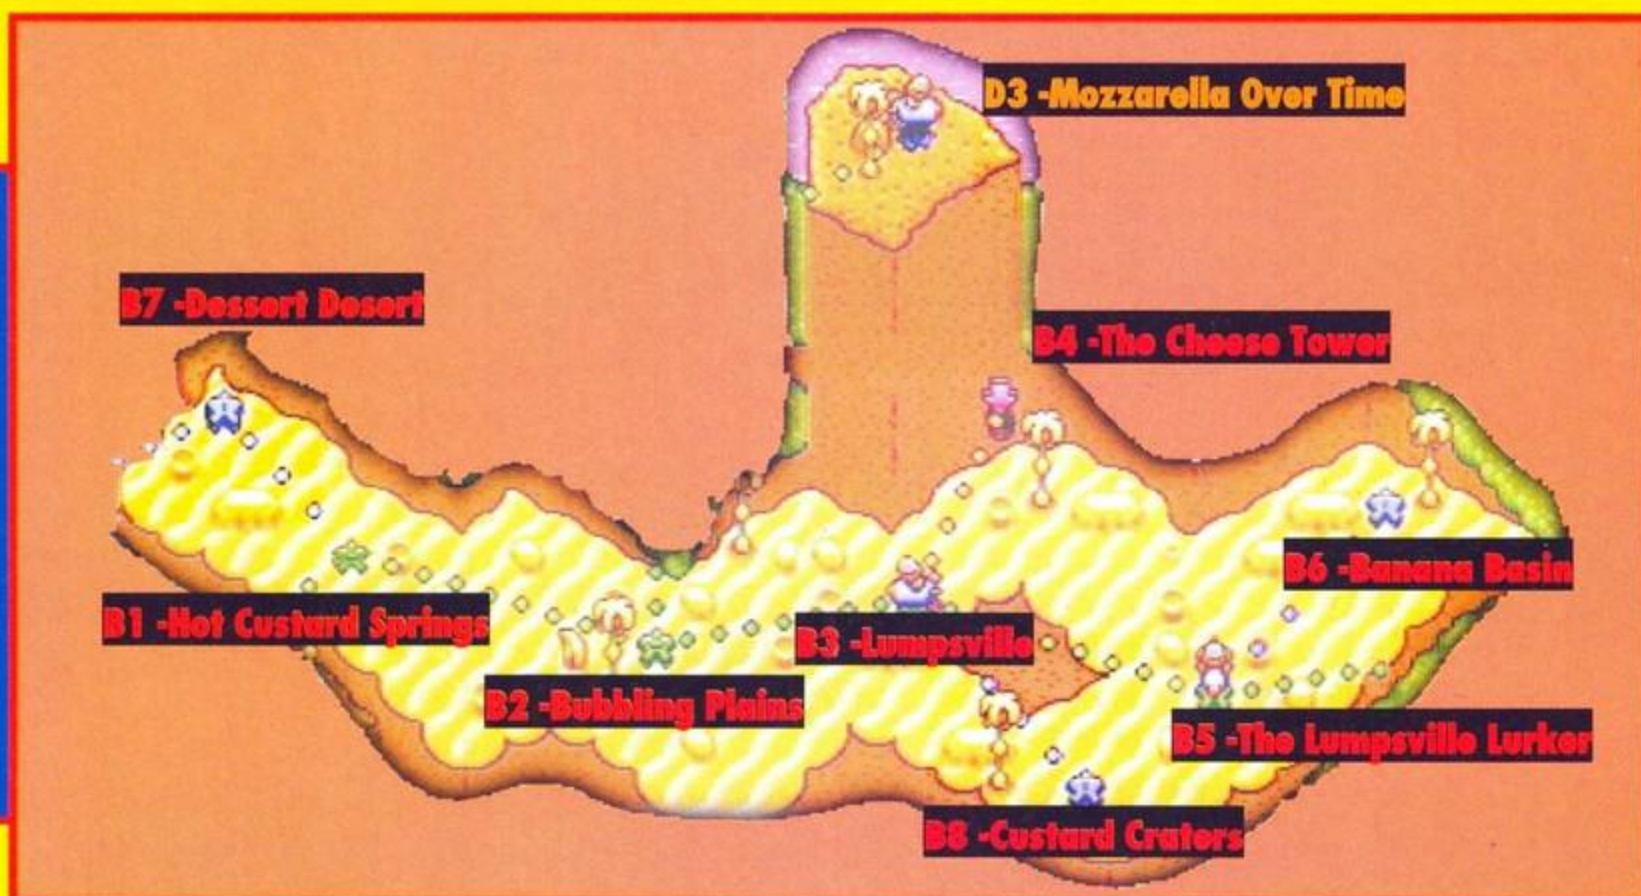 D3 -Mozzarella Over Time
B7 -Dessert Desert
B4 -The Cheese Tower
B6 -Banana Basin
B1 -Hot Custard Springs
B3 -Lumpsville
B2 -Bubbling Plains
B5 -The Lumpsville Lurker
B8 -Custard Craters